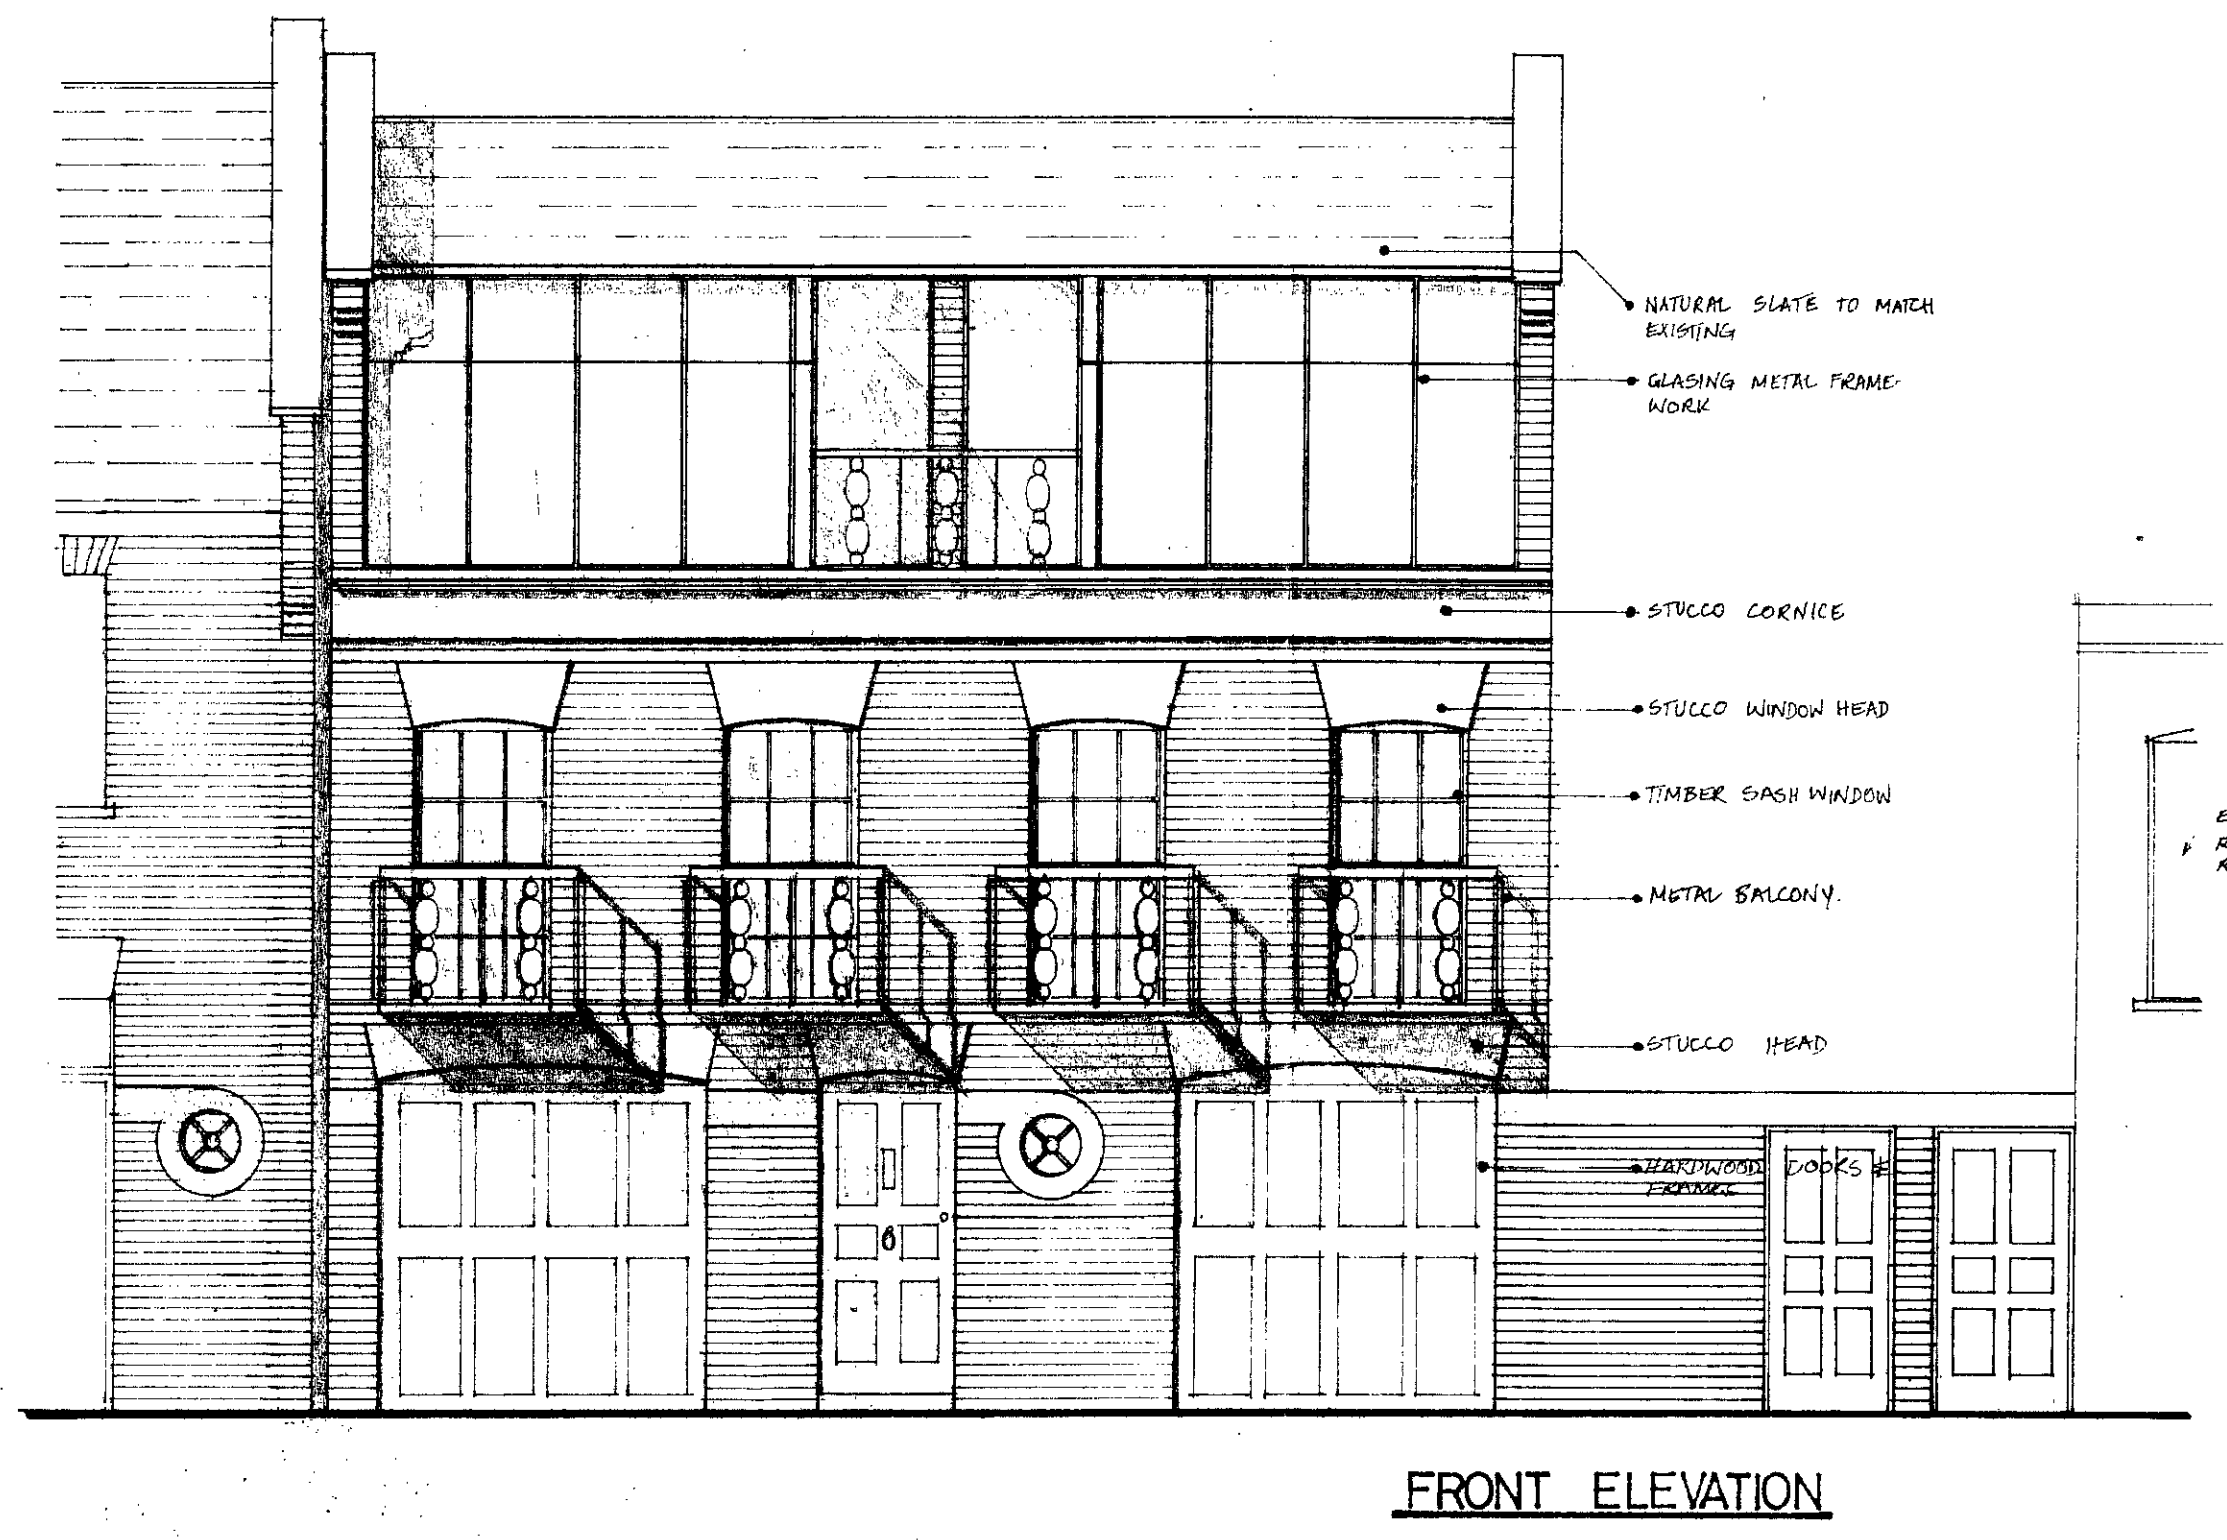 NATURAL SLATE TO MATCH
EXISTING
GLASING METAL FRAME-
WORK
STUCCO CORNICE
STUCCO WINDOW HEAD
TIMBER SASH WINDOW
METAL BALCONY.
STUCCO HEAD
HARDWOOD DOORS &
FRAMES
E
R
R
FRONT ELEVATION